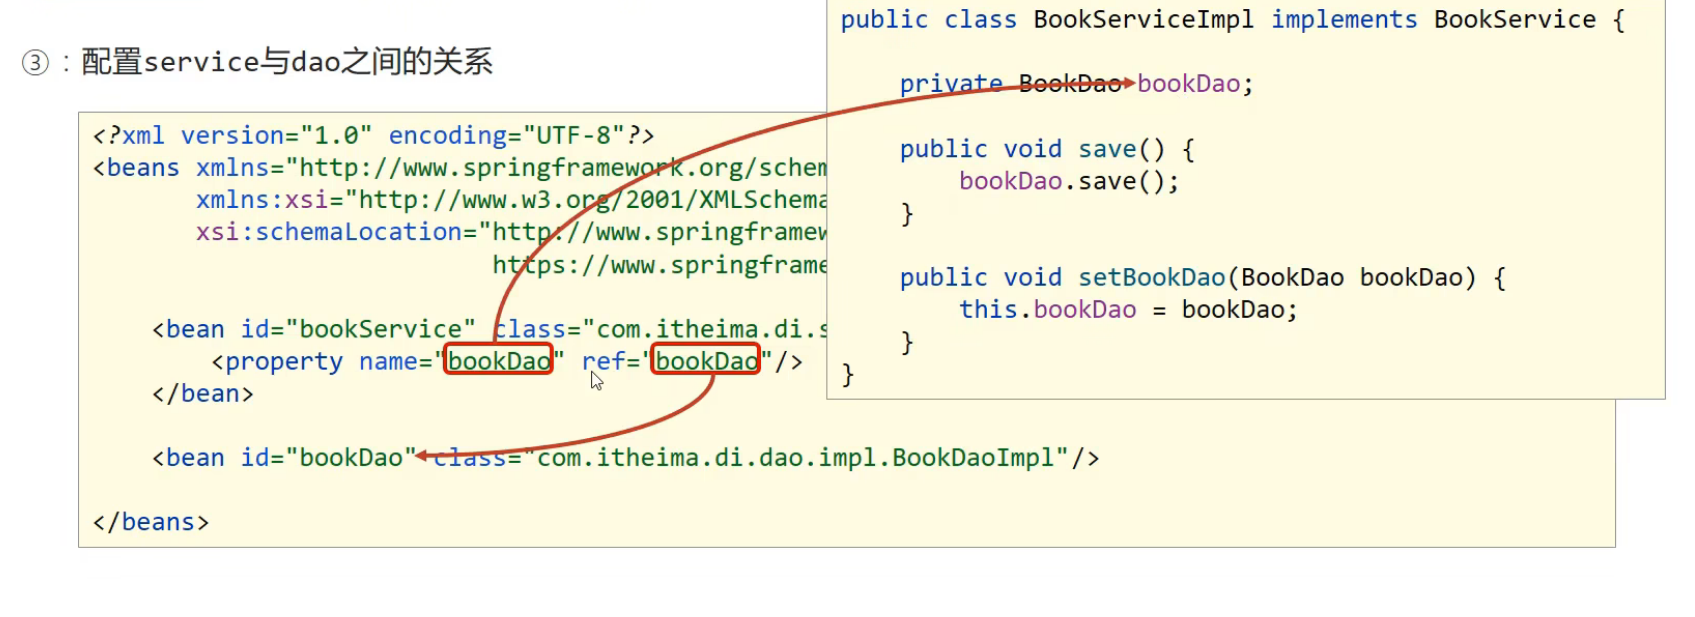 ③：配置service与dao之间的关系
<?xml version="1.0" encoding="UTF-8"?>
<beans xmlns="http://www.springframework.org/schem
xmlns:xsi="http://www.w3.org/2001/XMLSchema
xsi:schemaLocation="http://www.springframew
https://www.springframe
<bean id="bookService" class="com.itheima.di.s
<property name="bookDao" ref="bookDao"/>
</bean>
<bean id="bookDao" class="com.itheima.di.dao.impl.BookDaoImpl"/>
</beans>
public class BookServiceImpl implements BookService {
private BookDao bookDao;
public void save() {
bookDao.save();
}
public void setBookDao(BookDao bookDao) {
this.bookDao = bookDao;
}
}